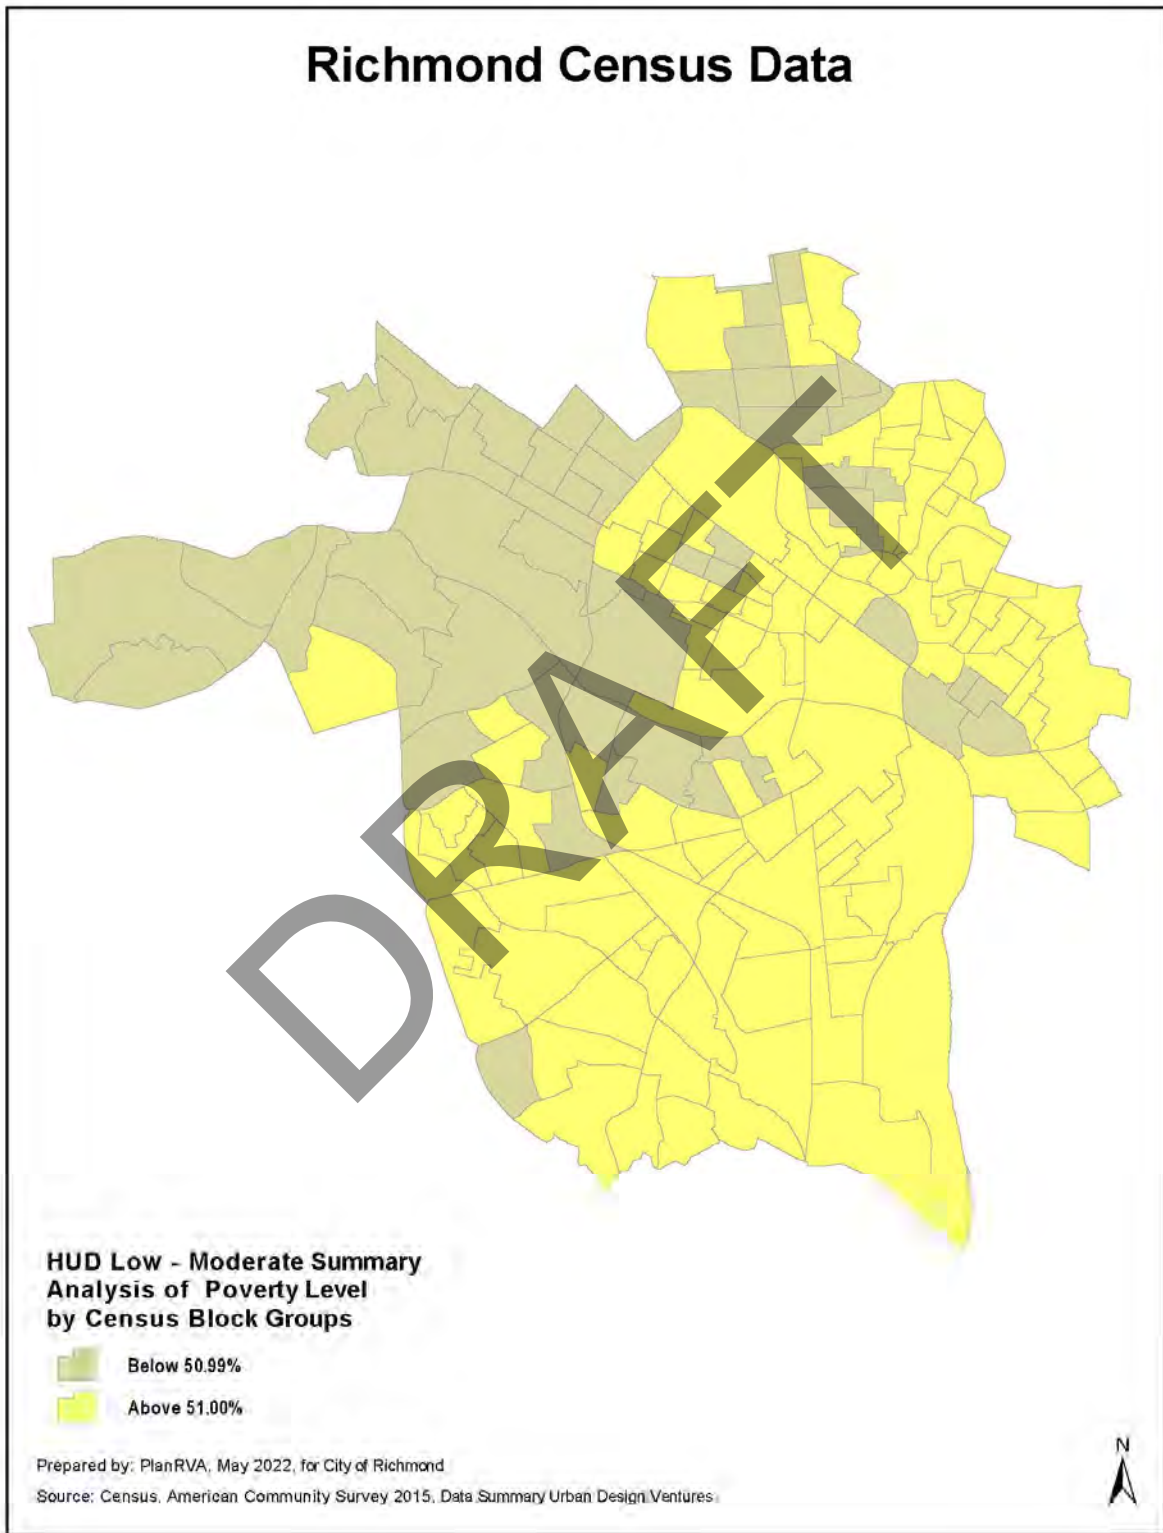 Richmond Census Data
DRAFT
HUD Low - Moderate Summary
Analysis of Poverty Level
by Census Block Groups
Below 50.99%
Above 51.00%
Prepared by: PlanRVA, May 2022, for City of Richmond
Source: Census, American Community Survey 2015, Data Summary Urban Design Ventures
N